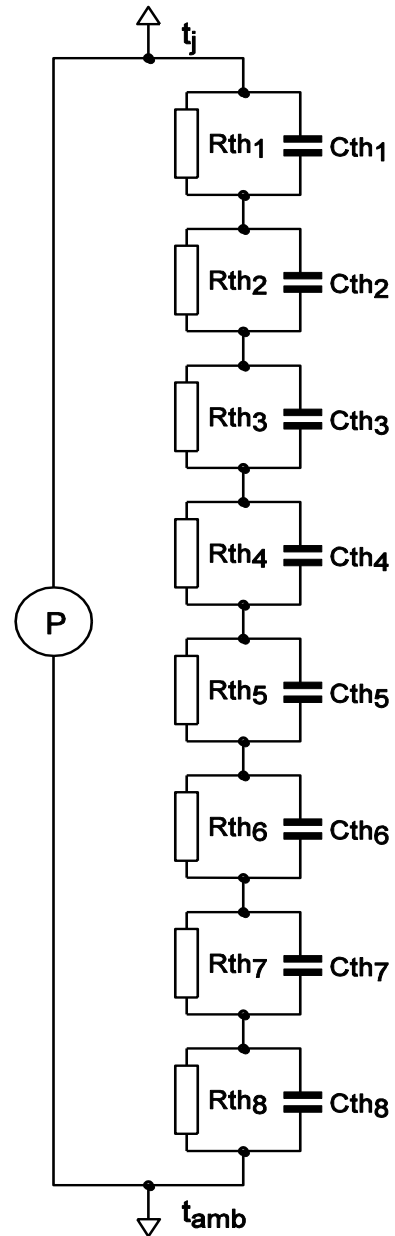 tj
Rth1 Cth1
Rth2 Cth2
Rth3 Cth3
Rth4 Cth4
P
Rth5 Cth5
Rth6 Cth6
Rth7 Cth7
Rth8 Cth8
tamb